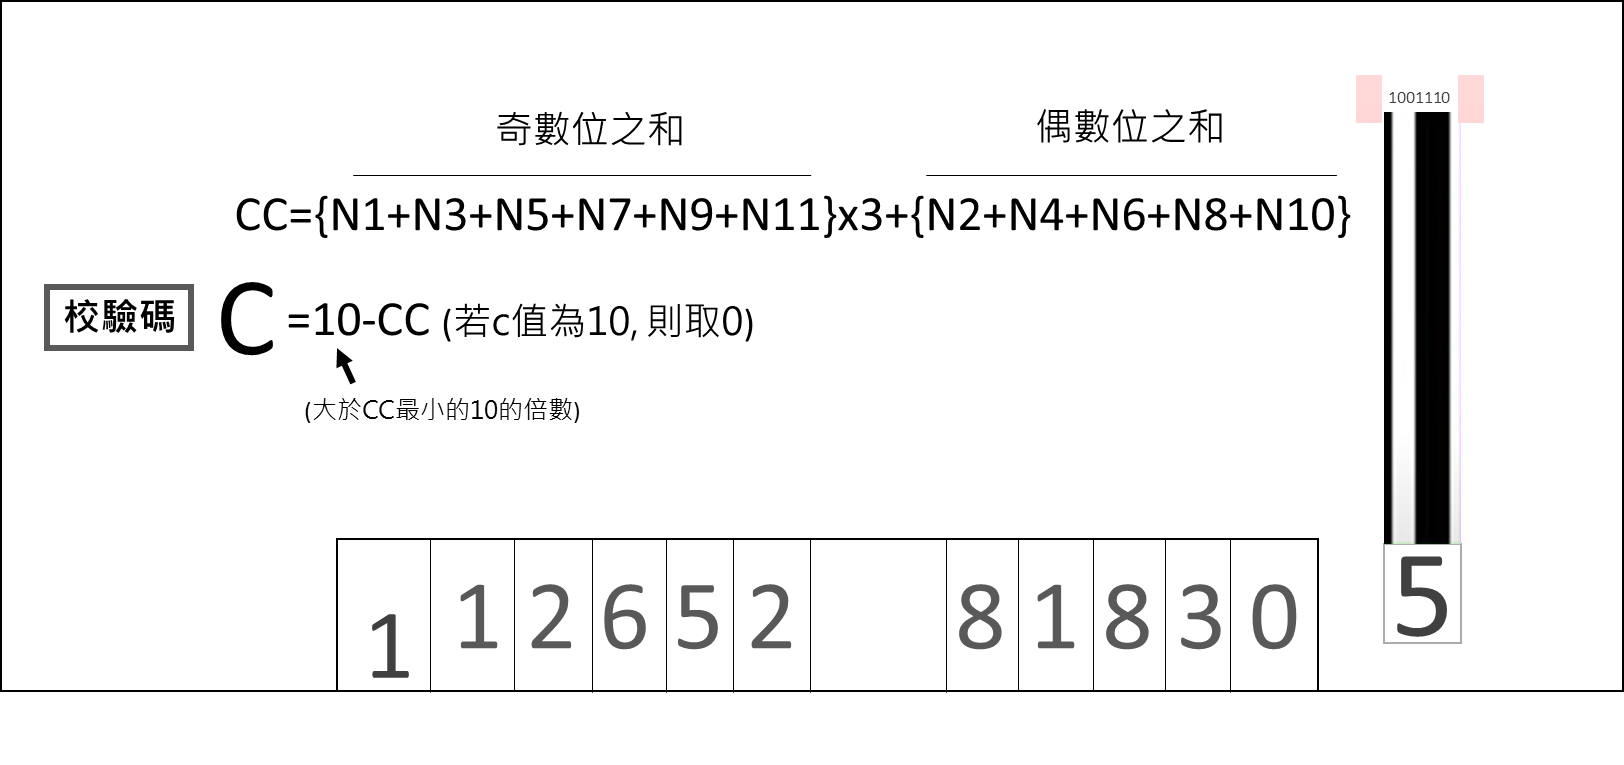 1001110
奇數位之和
偶數位之和
CC={N1+N3+N5+N7+N9+N11}x3+{N2+N4+N6+N8+N10}
校驗碼 C =10-CC (若c值為10, 則取0)
(大於CC最小的10的倍數)
1 1 2 6 5 2 8 1 8 3 0 5